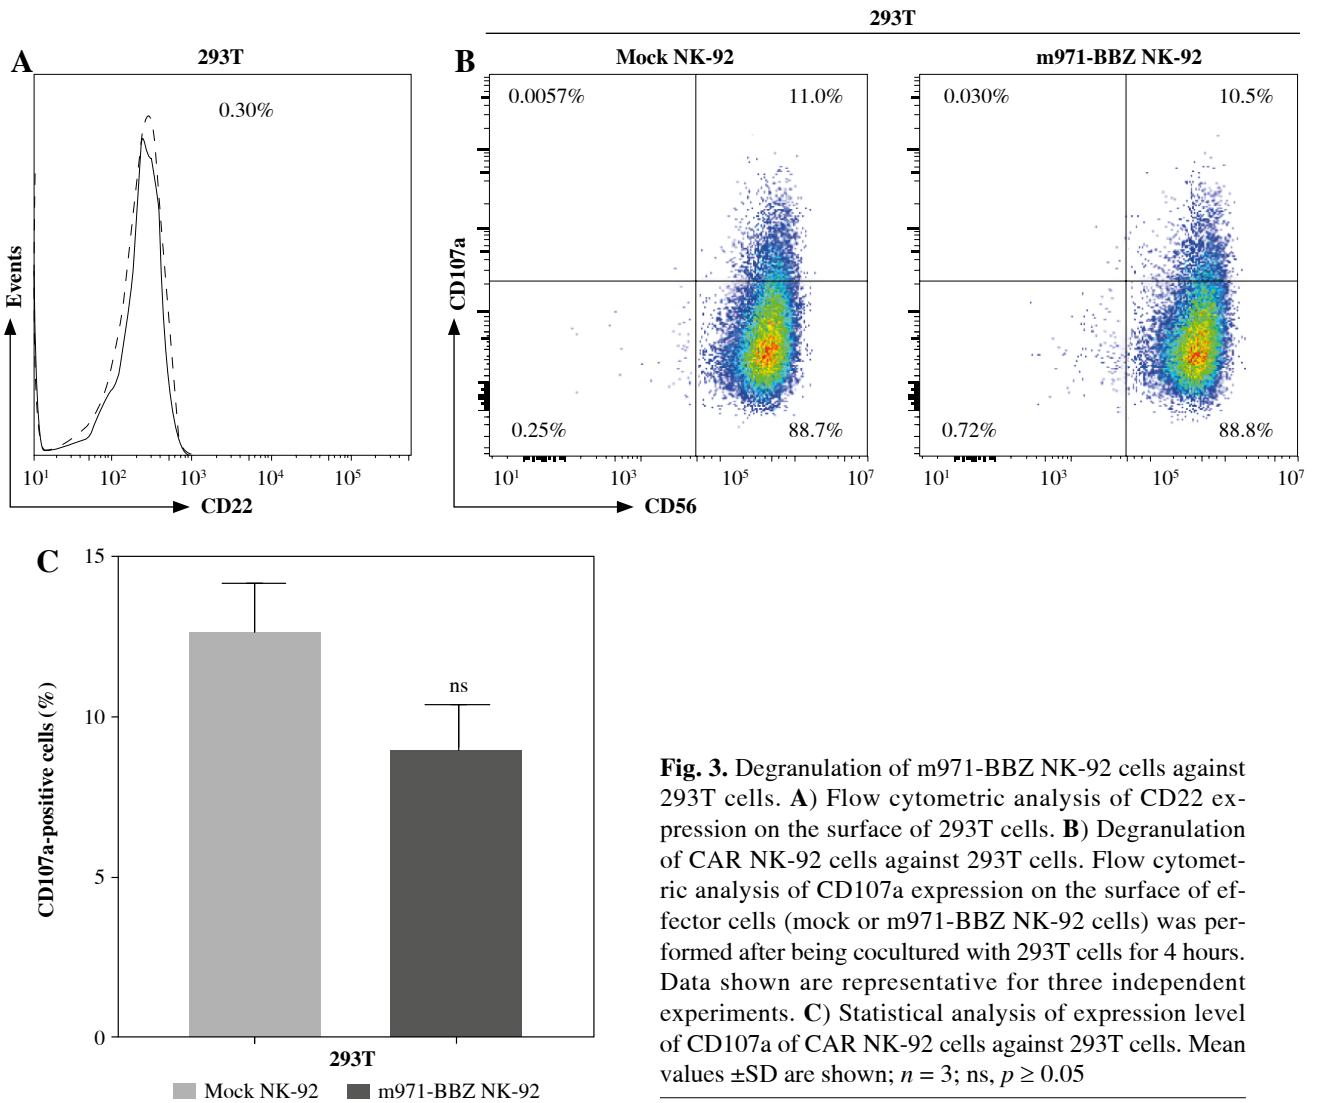 293T
A
293T
B
Mock NK-92
m971-BBZ NK-92
0.30%
0.0057%
11.0%
0.030%
10.5%
Events
CD107a
0.25%
88.7%
0.72%
88.8%
10¹ 10² 10³ 10⁴ 10⁵
10¹ 10³ 10⁵ 10⁷
10¹ 10³ 10⁵ 10⁷
CD22
CD56
C
15
10
5
0
CD107a-positive cells (%)
ns
293T
Mock NK-92
m971-BBZ NK-92
Fig. 3. Degranulation of m971-BBZ NK-92 cells against
293T cells. A) Flow cytometric analysis of CD22 ex-
pression on the surface of 293T cells. B) Degranulation
of CAR NK-92 cells against 293T cells. Flow cytomet-
ric analysis of CD107a expression on the surface of ef-
fector cells (mock or m971-BBZ NK-92 cells) was per-
formed after being cocultured with 293T cells for 4 hours.
Data shown are representative for three independent
experiments. C) Statistical analysis of expression level
of CD107a of CAR NK-92 cells against 293T cells. Mean
values ±SD are shown; n = 3; ns, p ≥ 0.05